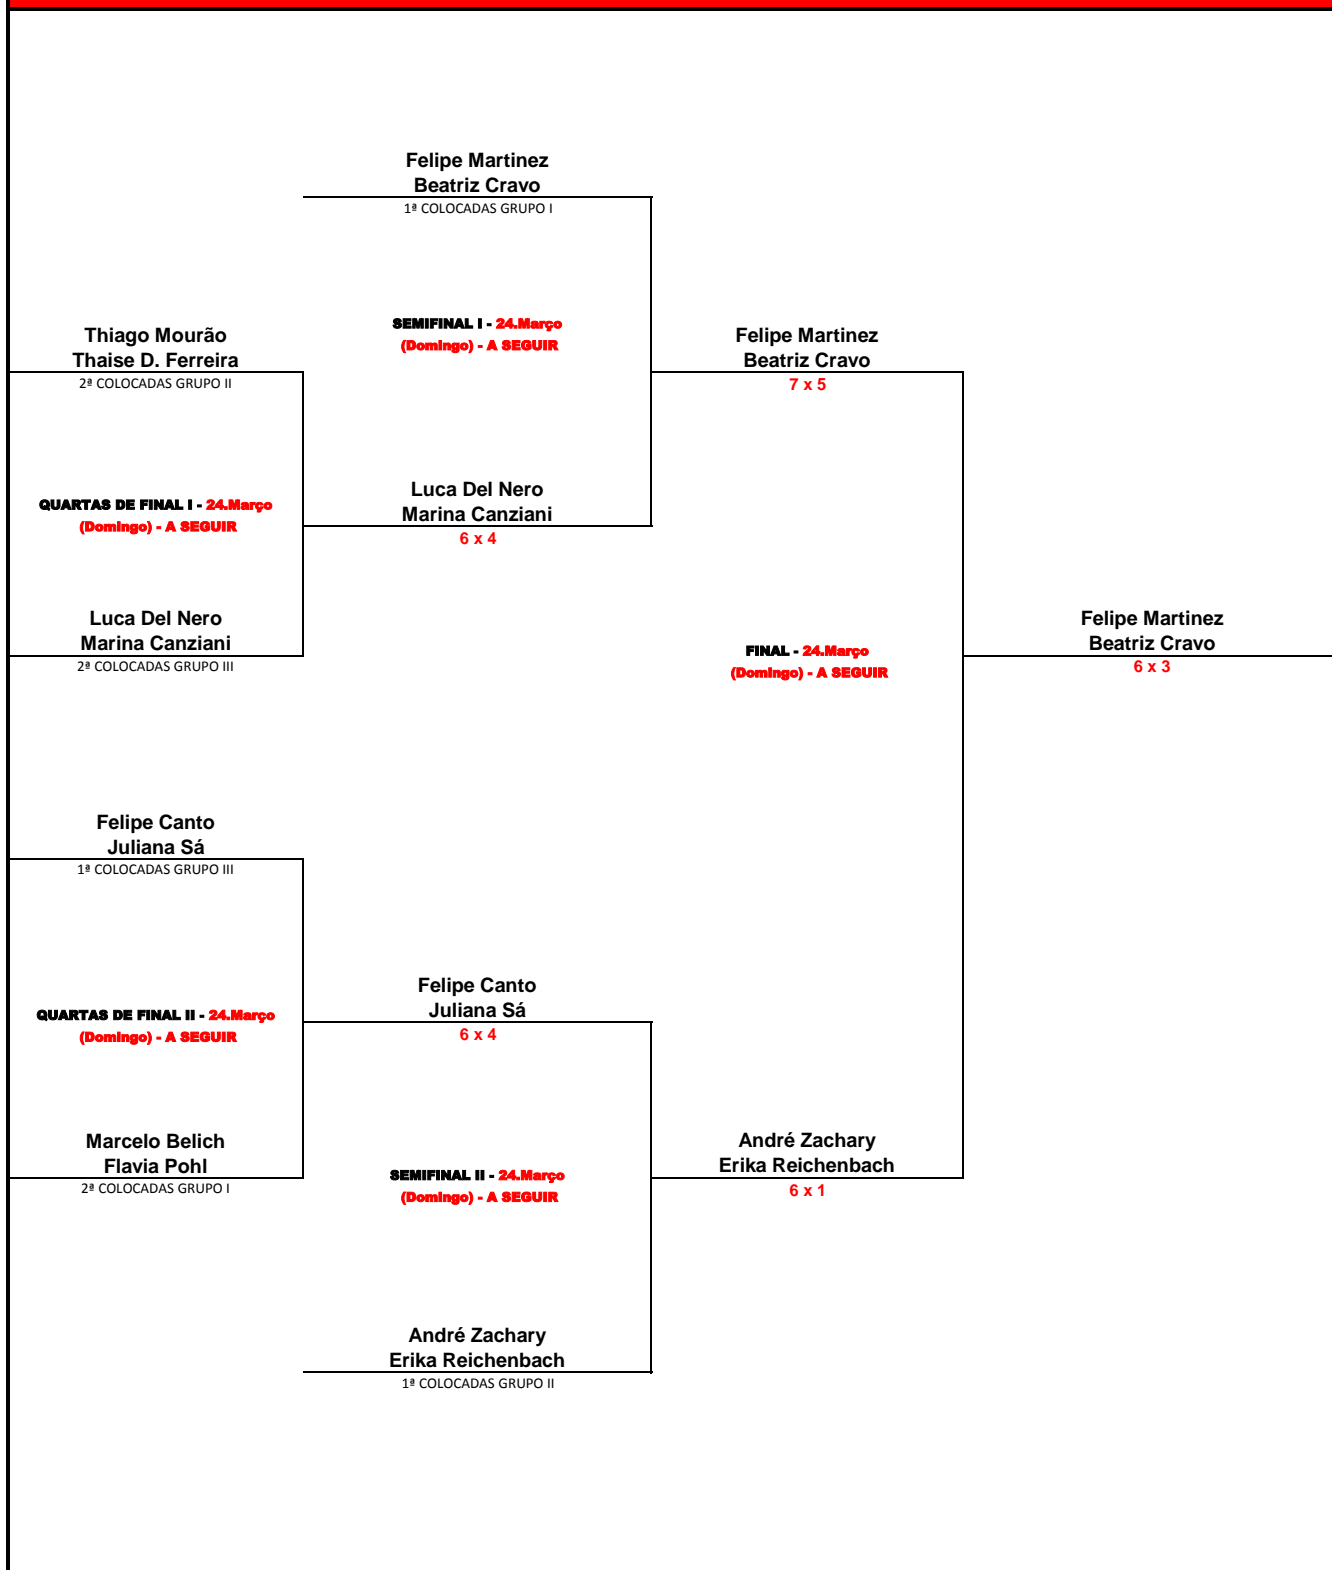 Felipe Martinez
Beatriz Cravo
1ª COLOCADAS GRUPO I
SEMIFINAL I - 24.Março
(Domingo) - A SEGUIR
Thiago Mourão
Thaise D. Ferreira
2ª COLOCADAS GRUPO II
Felipe Martinez
Beatriz Cravo
7 x 5
QUARTAS DE FINAL I - 24.Março
(Domingo) - A SEGUIR
Luca Del Nero
Marina Canziani
6 x 4
Luca Del Nero
Marina Canziani
2ª COLOCADAS GRUPO III
FINAL - 24.Março
(Domingo) - A SEGUIR
Felipe Martinez
Beatriz Cravo
6 x 3
Felipe Canto
Juliana Sá
1ª COLOCADAS GRUPO III
QUARTAS DE FINAL II - 24.Março
(Domingo) - A SEGUIR
Felipe Canto
Juliana Sá
6 x 4
Marcelo Belich
Flavia Pohl
2ª COLOCADAS GRUPO I
SEMIFINAL II - 24.Março
(Domingo) - A SEGUIR
André Zachary
Erika Reichenbach
6 x 1
André Zachary
Erika Reichenbach
1ª COLOCADAS GRUPO II